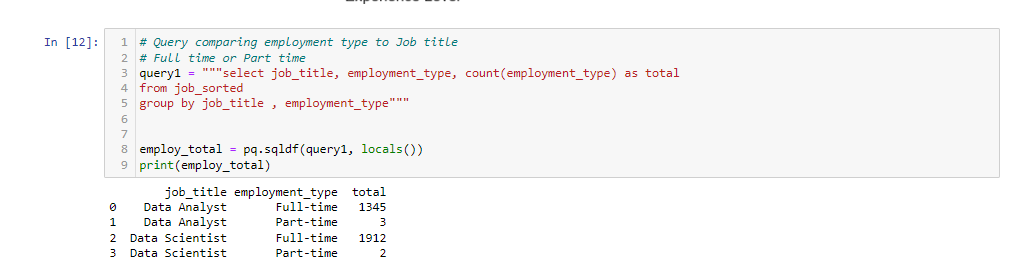 In [12]:
1 # Query comparing employment type to Job title
2 # Full time or Part time
3 query1 = """select job_title, employment_type, count(employment_type) as total
4 from job_sorted
5 group by job_title , employment_type"""
6
7
8 employ_total = pq.sqldf(query1, locals())
9 print(employ_total)
job_title employment_type total
0 Data Analyst Full-time 1345
1 Data Analyst Part-time 3
2 Data Scientist Full-time 1912
3 Data Scientist Part-time 2